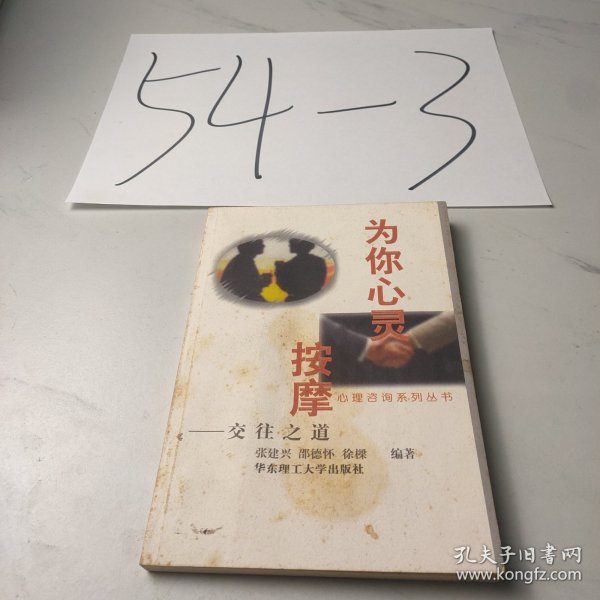 54-3
为你心灵
按摩
心理咨询系列丛书
——交往之道
张建兴 邵德怀 徐樑 编著
华东理工大学出版社
孔夫子旧书网
www.kongfz.com